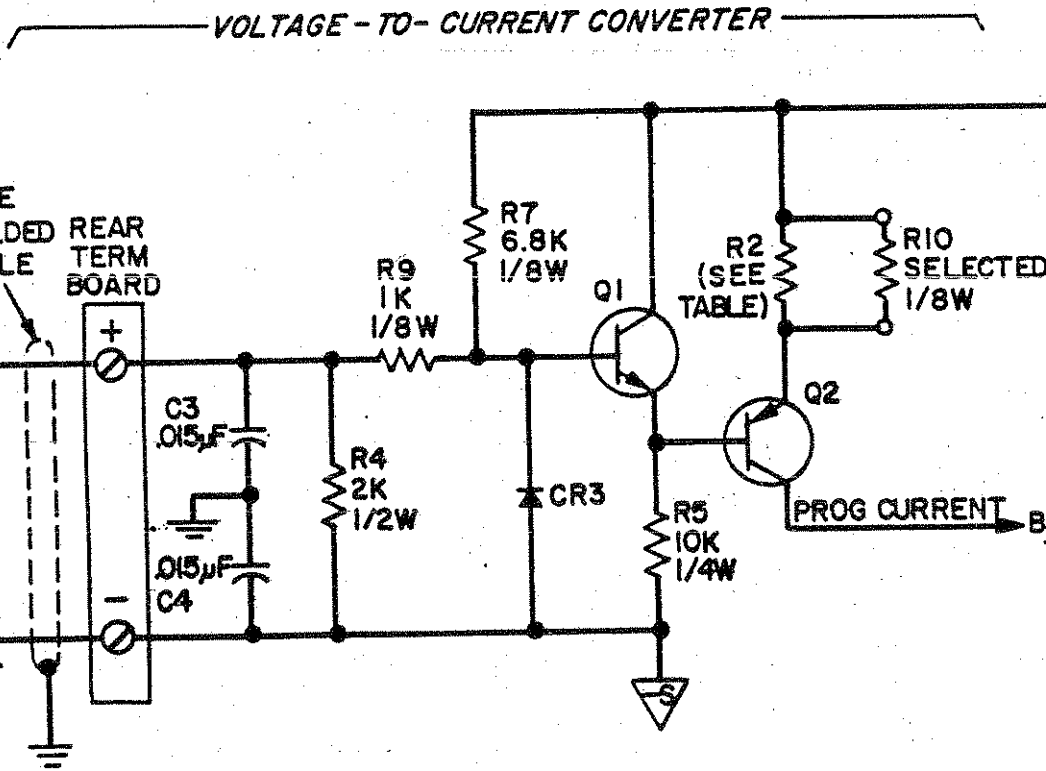 VOLTAGE-TO-CURRENT CONVERTER
E
LDED
LE
REAR
TERM
BOARD
+
R9
1K
1/8W
R7
6.8K
1/8W
Q1
R2
(SEE
TABLE)
R10
SELECTED
1/8W
Q2
C3
.015µF
R4
2K
1/2W
CR3
R5
10K
1/4W
PROG CURRENT
B
.015µF
C4
-
S